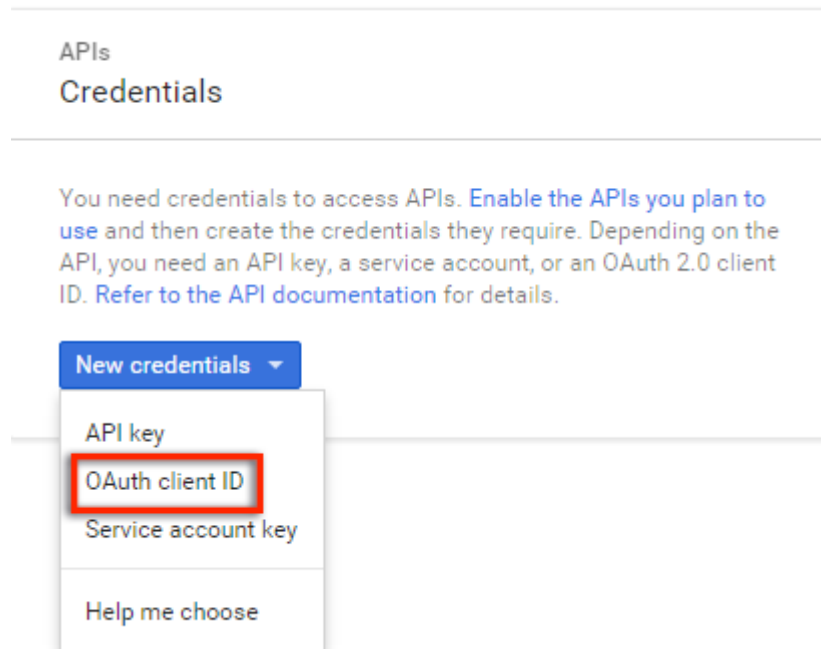 APIs
Credentials
You need credentials to access APIs. Enable the APIs you plan to
use and then create the credentials they require. Depending on the
API, you need an API key, a service account, or an OAuth 2.0 client
ID. Refer to the API documentation for details.
New credentials
API key
OAuth client ID
Service account key
Help me choose